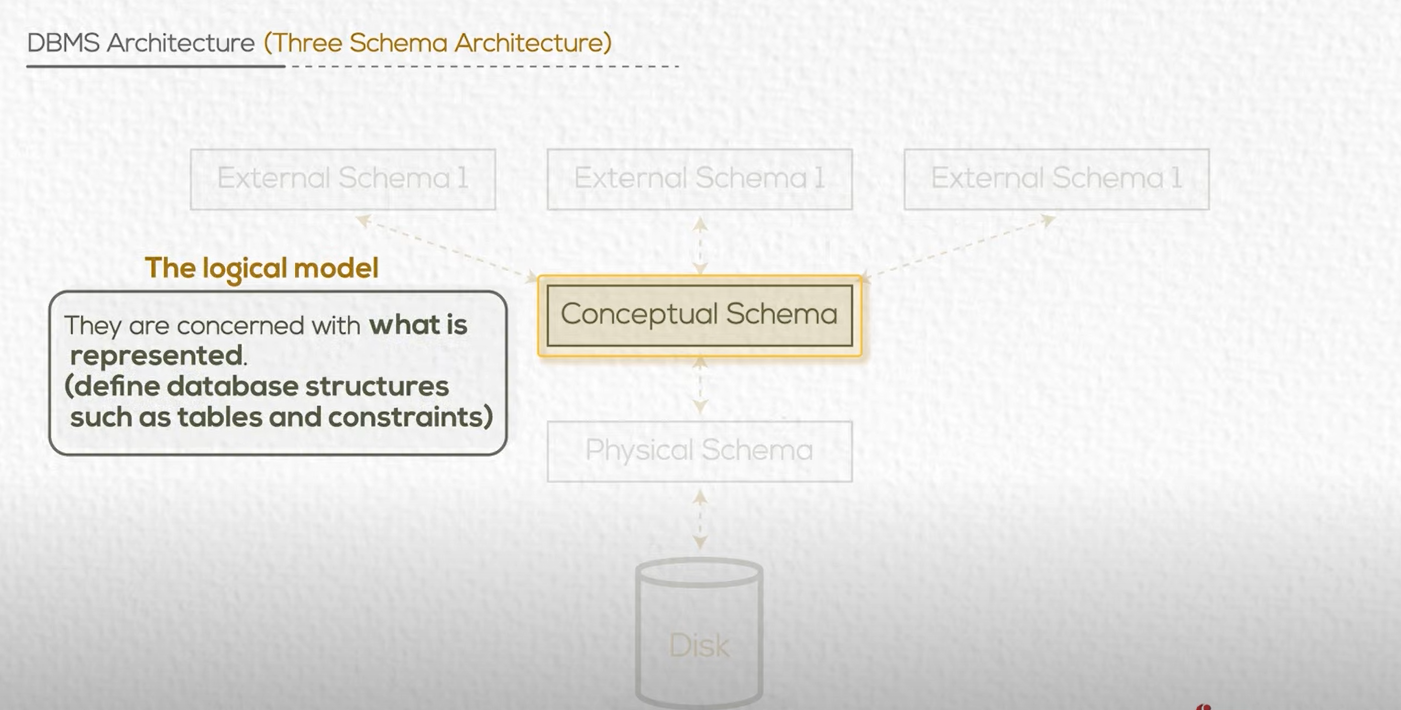 DBMS Architecture (Three Schema Architecture)
External Schema 1
External Schema 1
External Schema 1
The logical model
They are concerned with what is
represented.
(define database structures
such as tables and constraints)
Conceptual Schema
Physical Schema
Disk